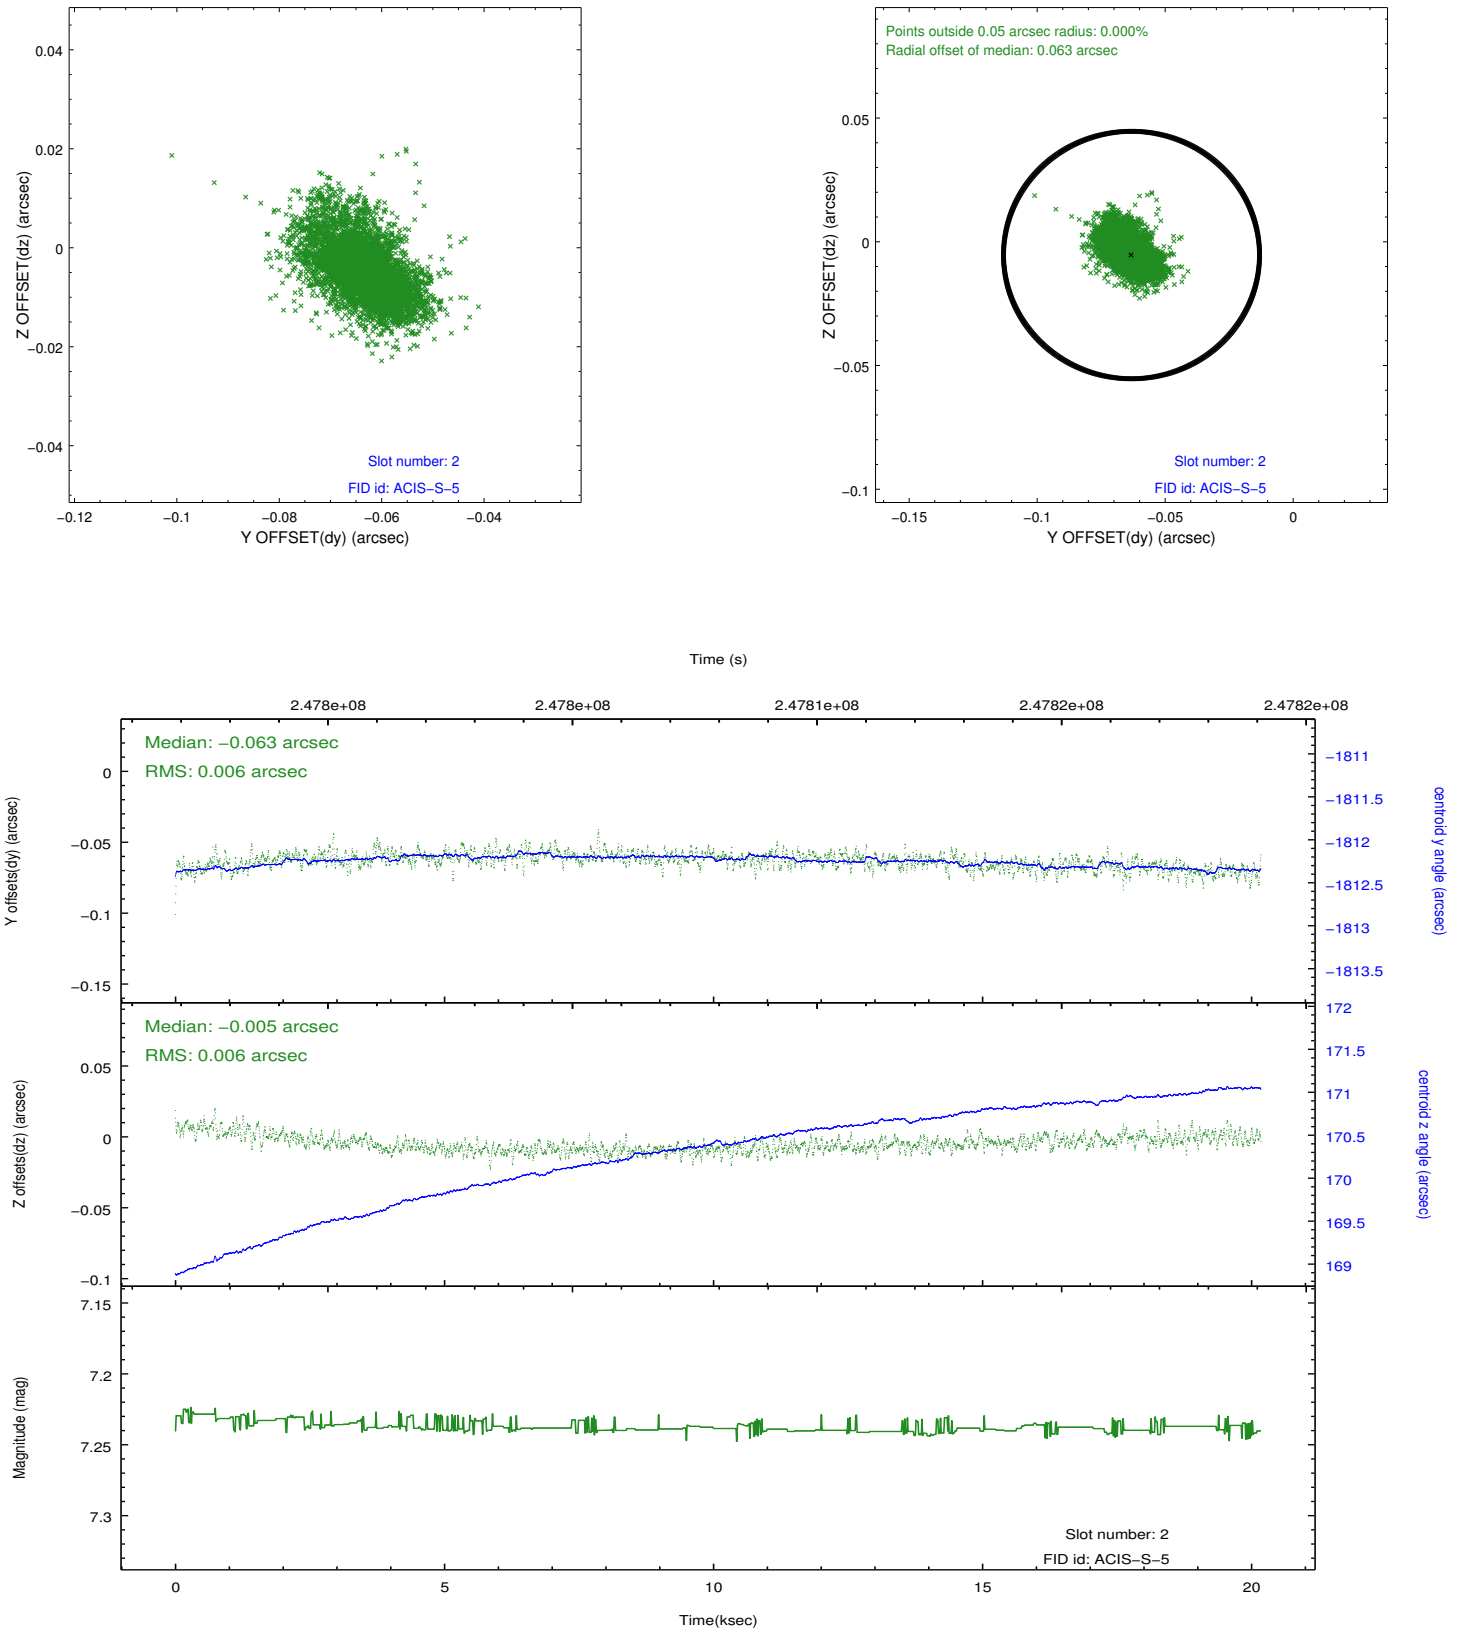 0.04
0.02
0
−0.02
−0.04
Z OFFSET(dz) (arcsec)
Slot number: 2
FID id: ACIS−S−5
−0.12 −0.1 −0.08 −0.06 −0.04
Y OFFSET(dy) (arcsec)
Points outside 0.05 arcsec radius: 0.000%
Radial offset of median: 0.063 arcsec
0.05
0
−0.05
−0.1
Z OFFSET(dz) (arcsec)
Slot number: 2
FID id: ACIS−S−5
−0.15 −0.1 −0.05 0
Y OFFSET(dy) (arcsec)
Time (s)
2.478e+08 2.478e+08 2.4781e+08 2.4782e+08 2.4782e+08
Median: −0.063 arcsec
RMS: 0.006 arcsec
0
−0.05
−0.1
−0.15
Y offsets(dy) (arcsec)
−1811
−1811.5
−1812
−1812.5
−1813
−1813.5
centroid y angle (arcsec)
Median: −0.005 arcsec
RMS: 0.006 arcsec
0.05
0
−0.05
−0.1
Z offsets(dz) (arcsec)
172
171.5
171
170.5
170
169.5
169
centroid z angle (arcsec)
7.15
7.2
7.25
7.3
Magnitude (mag)
Slot number: 2
FID id: ACIS−S−5
0 5 10 15 20
Time(ksec)